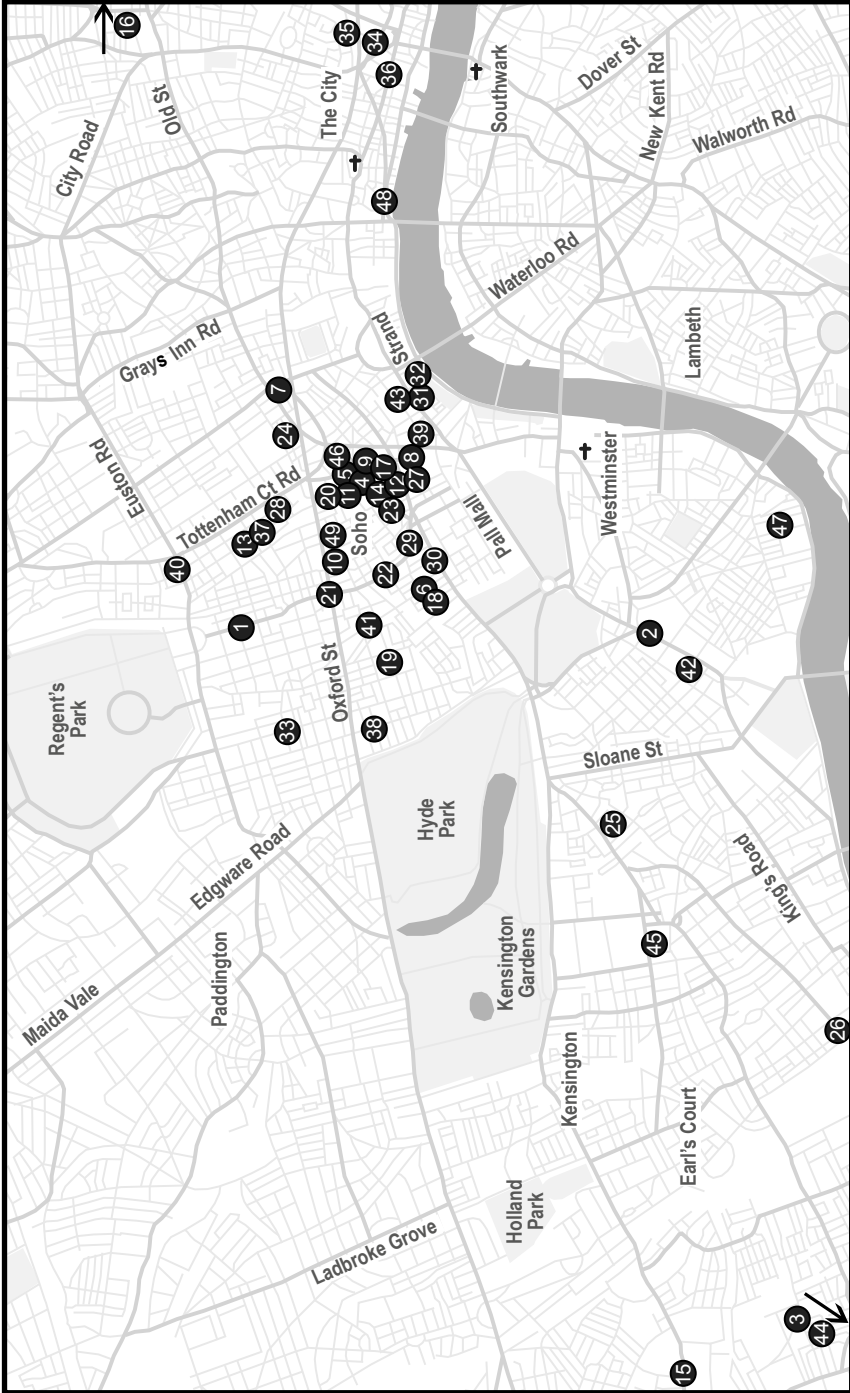 16
35
34
36
Old St
City Road
The City
Southwark
Dover St
New Kent Rd
Walworth Rd
48
Waterloo Rd
Grays Inn Rd
Strand
Lambeth
7
43
32
31
24
Euston Rd
Tottenham Ct Rd
46
9
5
4
17
8
39
20
11
14
12
27
23
28
13
37
40
49
Soho
10
29
22
30
6
18
Pall Mall
Westminster
47
21
1
41
19
2
42
Regent's
Park
Oxford St
33
38
Sloane St
Hyde
Park
25
Edgware Road
King's Road
Paddington
45
Kensington
Gardens
26
Maida Vale
Kensington
Earl's Court
Holland
Park
Ladbroke Grove
3
44
15